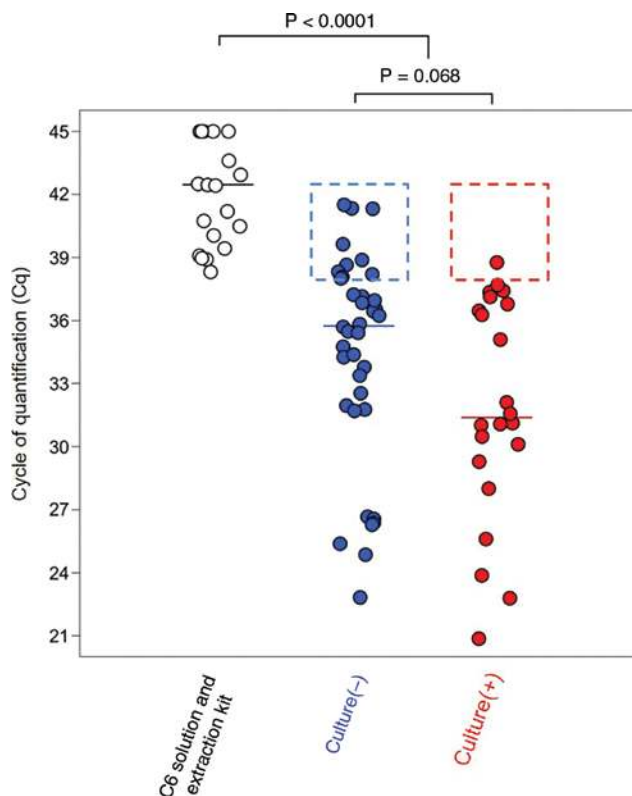 P < 0.0001
P = 0.068
Cycle of quantification (Cq)
45
42
39
36
33
30
27
24
21
C6 solution and
extraction kit
Culture(–)
Culture(+)